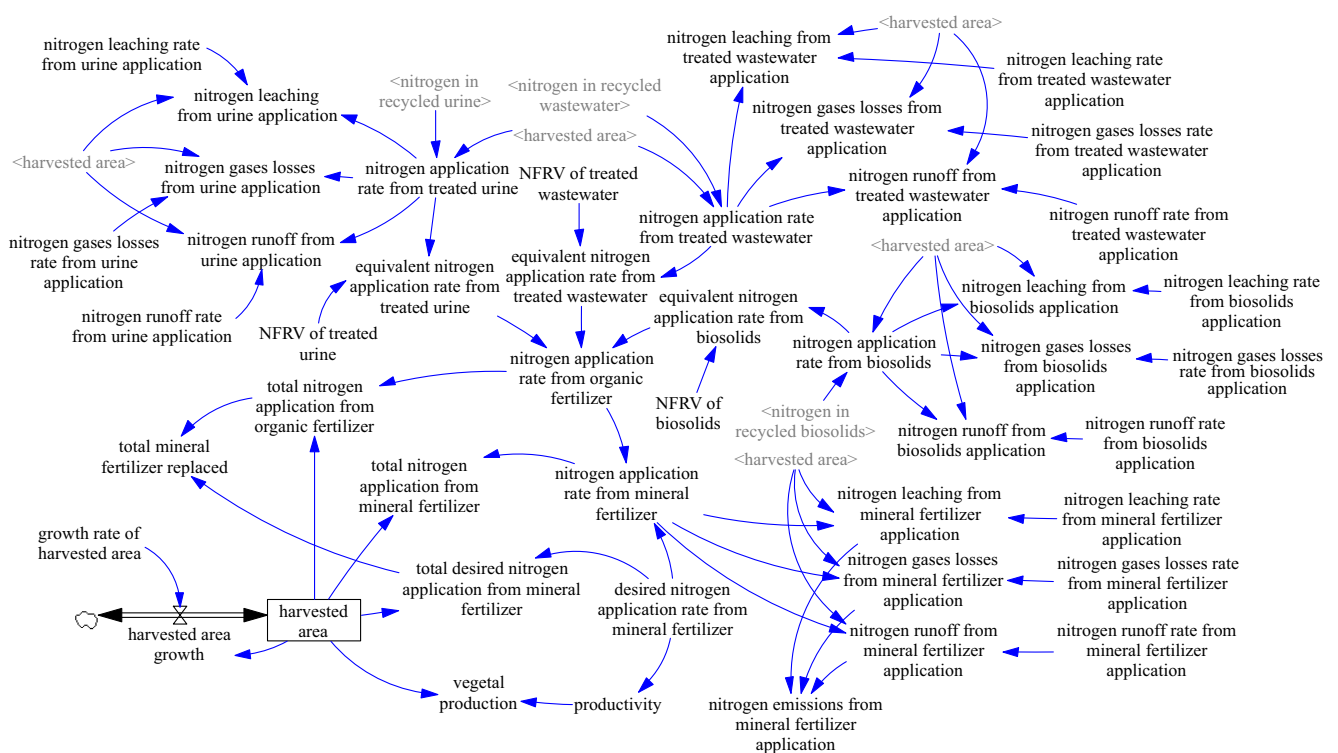 nitrogen leaching rate
from urine application
nitrogen leaching
from urine application
<harvested area>
nitrogen gases losses
from urine application
nitrogen gases losses
rate from urine
application
nitrogen runoff from
urine application
nitrogen runoff rate
from urine application
<nitrogen in
recycled urine>
<nitrogen in recycled
wastewater>
<harvested area>
nitrogen application
rate from treated urine
NFRV of treated
wastewater
equivalent nitrogen
application rate from
treated urine
NFRV of treated
urine
equivalent nitrogen
application rate from
treated wastewater
nitrogen application rate
from treated wastewater
<harvested area>
nitrogen leaching from
treated wastewater
application
nitrogen leaching rate
from treated wastewater
application
nitrogen gases losses from
treated wastewater
application
nitrogen gases losses rate
from treated wastewater
application
nitrogen runoff from
treated wastewater
application
nitrogen runoff rate from
treated wastewater
application
<harvested area>
nitrogen leaching from
biosolids application
nitrogen leaching rate
from biosolids
application
equivalent nitrogen
application rate from
biosolids
nitrogen application
rate from biosolids
nitrogen gases losses
from biosolids
application
nitrogen gases losses
rate from biosolids
application
nitrogen application
rate from organic
fertilizer
NFRV of
biosolids
<nitrogen in
recycled biosolids>
<harvested area>
nitrogen runoff from
biosolids application
nitrogen runoff rate
from biosolids
application
total nitrogen
application from
organic fertilizer
total mineral
fertilizer replaced
total nitrogen
application from
mineral fertilizer
nitrogen application
rate from mineral
fertilizer
nitrogen leaching from
mineral fertilizer
application
nitrogen leaching rate
from mineral fertilizer
application
growth rate of
harvested area
total desired nitrogen
application from mineral
fertilizer
desired nitrogen
application rate from
mineral fertilizer
nitrogen gases losses
from mineral fertilizer
application
nitrogen gases losses rate
from mineral fertilizer
application
harvested area
growth
harvested
area
nitrogen runoff from
mineral fertilizer
application
nitrogen runoff rate from
mineral fertilizer
application
vegetal
production
productivity
nitrogen emissions from
mineral fertilizer
application